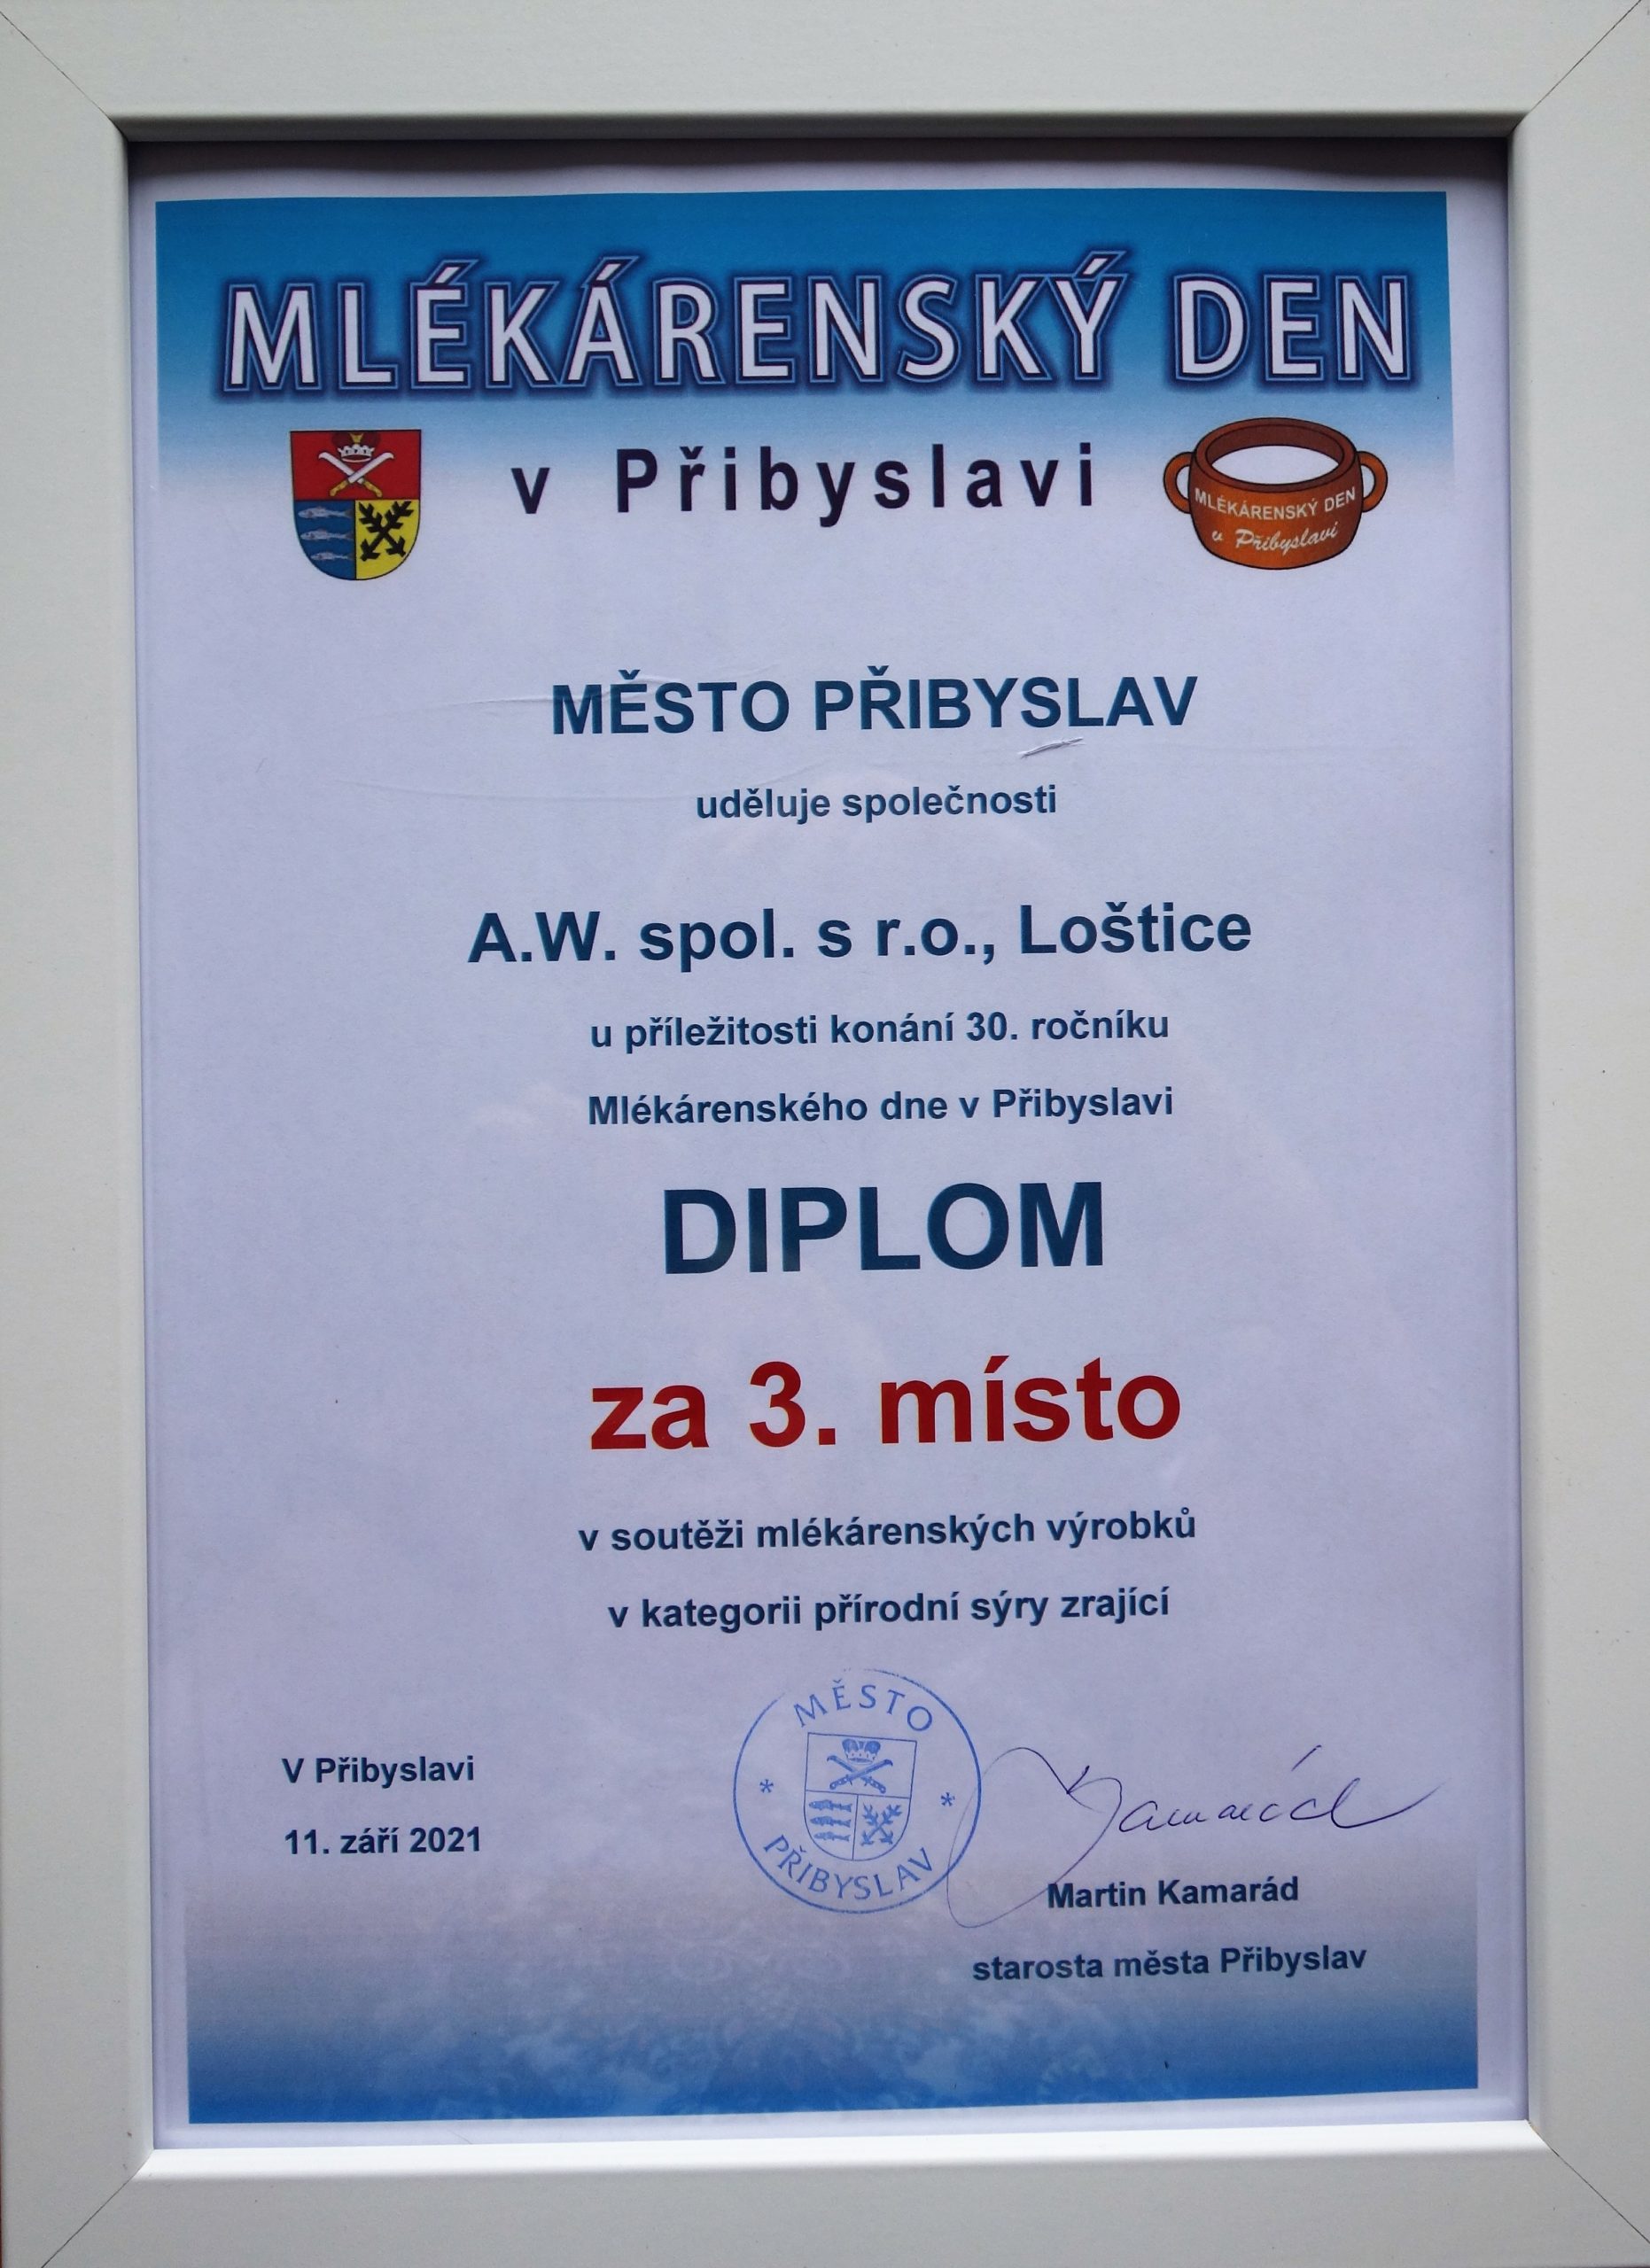 MLÉKÁRENSKÝ DEN
v Přibyslavi
MLÉKÁRENSKÝ DEN
v Přibyslavi
MĚSTO PŘIBYSLAV
uděluje společnosti
A.W. spol. s r.o., Loštice
u příležitosti konání 30. ročníku
Mlékárenského dne v Přibyslavi
DIPLOM
za 3. místo
v soutěži mlékárenských výrobků
v kategorii přírodní sýry zrající
MĚSTO
* *
PŘIBYSLAV
V Přibyslavi
11. září 2021
Kamarád
Martin Kamarád
starosta města Přibyslav